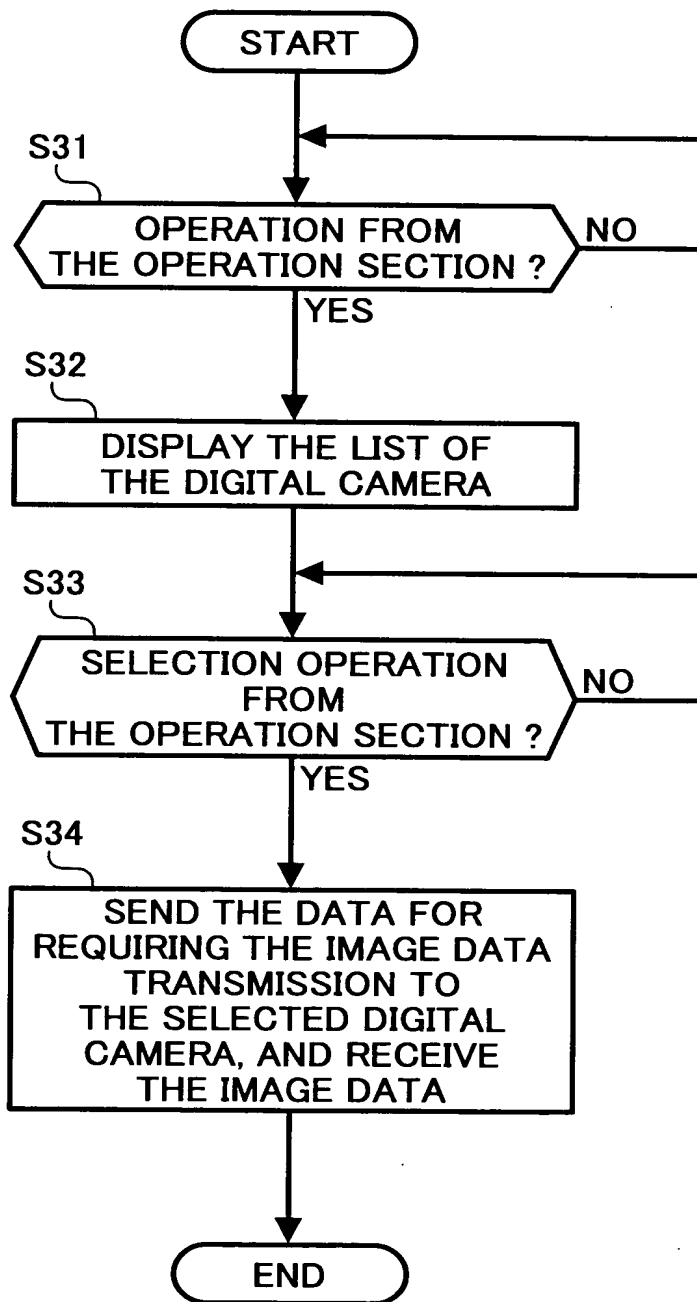 START
S31
OPERATION FROM
THE OPERATION SECTION ?
NO
YES
S32
DISPLAY THE LIST OF
THE DIGITAL CAMERA
S33
SELECTION OPERATION
FROM
THE OPERATION SECTION ?
NO
YES
S34
SEND THE DATA FOR
REQUIRING THE IMAGE DATA
TRANSMISSION TO
THE SELECTED DIGITAL
CAMERA, AND RECEIVE
THE IMAGE DATA
END